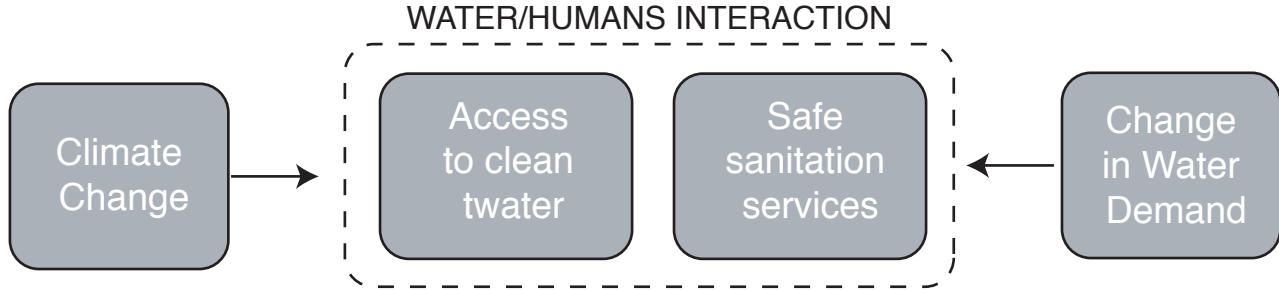 WATER/HUMANS INTERACTION
Climate
Change
Access
to clean
twater
Safe
sanitation
services
Change
in Water
Demand